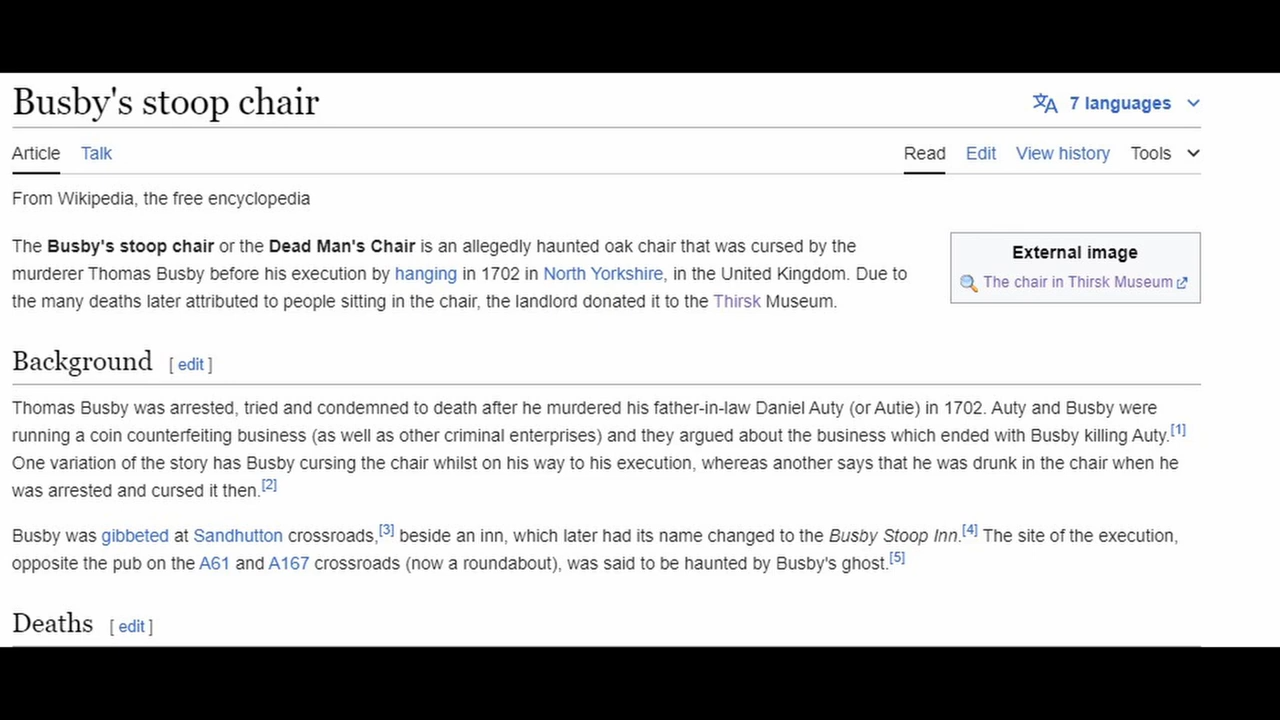 Busby's stoop chair
7 languages
Article Talk Read Edit View history Tools
From Wikipedia, the free encyclopedia
The Busby's stoop chair or the Dead Man's Chair is an allegedly haunted oak chair that was cursed by the
murderer Thomas Busby before his execution by hanging in 1702 in North Yorkshire, in the United Kingdom. Due to
the many deaths later attributed to people sitting in the chair, the landlord donated it to the Thirsk Museum.
External image
The chair in Thirsk Museum
Background [ edit ]
Thomas Busby was arrested, tried and condemned to death after he murdered his father-in-law Daniel Auty (or Autie) in 1702. Auty and Busby were
running a coin counterfeiting business (as well as other criminal enterprises) and they argued about the business which ended with Busby killing Auty.[1]
One variation of the story has Busby cursing the chair whilst on his way to his execution, whereas another says that he was drunk in the chair when he
was arrested and cursed it then.[2]
Busby was gibbeted at Sandhutton crossroads,[3] beside an inn, which later had its name changed to the Busby Stoop Inn.[4] The site of the execution,
opposite the pub on the A61 and A167 crossroads (now a roundabout), was said to be haunted by Busby's ghost.[5]
Deaths [ edit ]